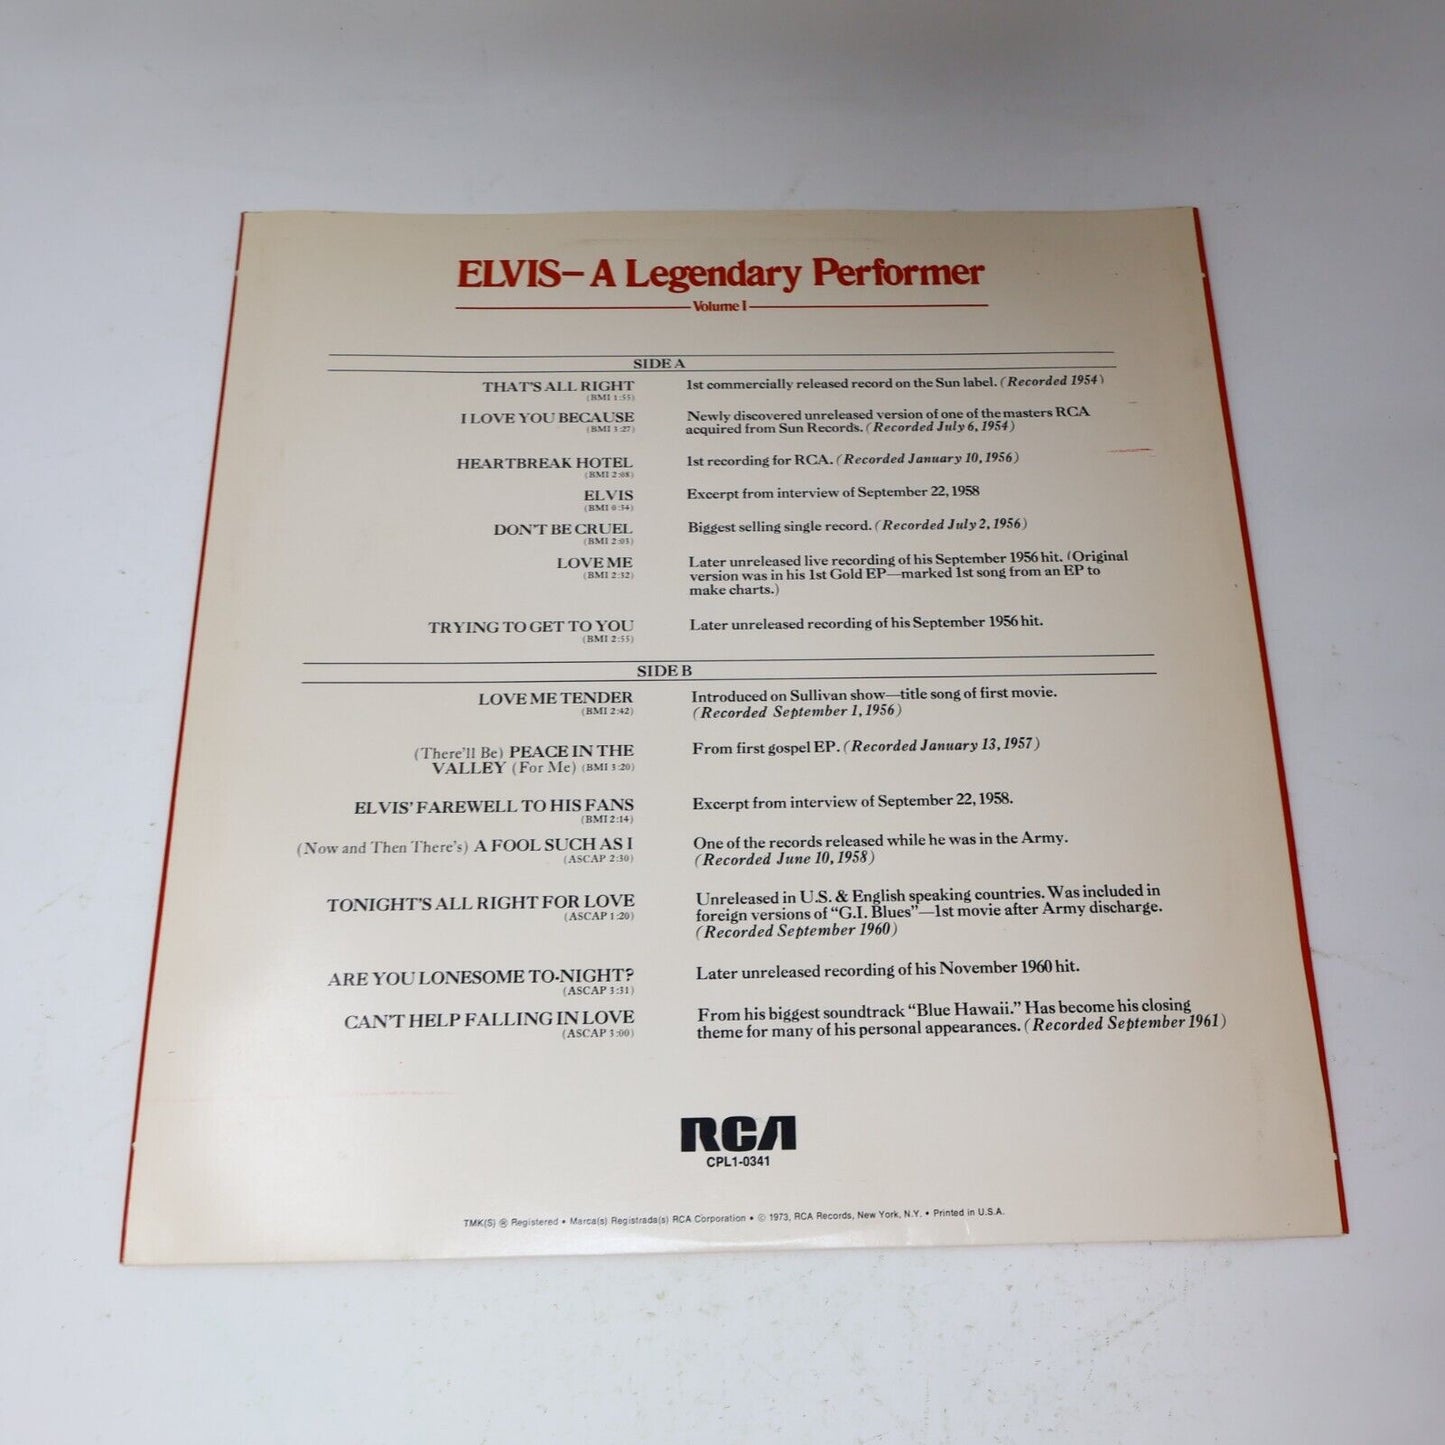 ELVIS—A Legendary Performer
Volume I
SIDE A
THAT'S ALL RIGHT 1st commercially released record on the Sun label. (Recorded 1954)
(BMI 1:55)
I LOVE YOU BECAUSE Newly discovered unreleased version of one of the masters RCA
(BMI 3:27) acquired from Sun Records. (Recorded July 6, 1954)
HEARTBREAK HOTEL 1st recording for RCA. (Recorded January 10, 1956)
(BMI 2:08)
ELVIS Excerpt from interview of September 22, 1958
(BMI 0:34)
DON'T BE CRUEL Biggest selling single record. (Recorded July 2, 1956)
(BMI 2:03)
LOVE ME Later unreleased live recording of his September 1956 hit. (Original
(BMI 2:32) version was in his 1st Gold EP—marked 1st song from an EP to
make charts.)
TRYING TO GET TO YOU Later unreleased recording of his September 1956 hit.
(BMI 2:55)
SIDE B
LOVE ME TENDER Introduced on Sullivan show—title song of first movie.
(BMI 2:42) (Recorded September 1, 1956)
(There'll Be) PEACE IN THE From first gospel EP. (Recorded January 13, 1957)
VALLEY (For Me) (BMI 3:20)
ELVIS' FAREWELL TO HIS FANS Excerpt from interview of September 22, 1958.
(BMI 2:14)
(Now and Then There's) A FOOL SUCH AS I One of the records released while he was in the Army.
(ASCAP 2:30) (Recorded June 10, 1958)
TONIGHT'S ALL RIGHT FOR LOVE Unreleased in U.S. & English speaking countries. Was included in
(ASCAP 1:20) foreign versions of “G.I. Blues”—1st movie after Army discharge.
(Recorded September 1960)
ARE YOU LONESOME TO-NIGHT? Later unreleased recording of his November 1960 hit.
(ASCAP 3:31)
CAN'T HELP FALLING IN LOVE From his biggest soundtrack “Blue Hawaii.” Has become his closing
(ASCAP 3:00) theme for many of his personal appearances. (Recorded September 1961)
RCA
CPL1-0341
TMK(S) ® Registered • Marca(s) Registrada(s) RCA Corporation • © 1973, RCA Records, New York, N.Y. • Printed in U.S.A.